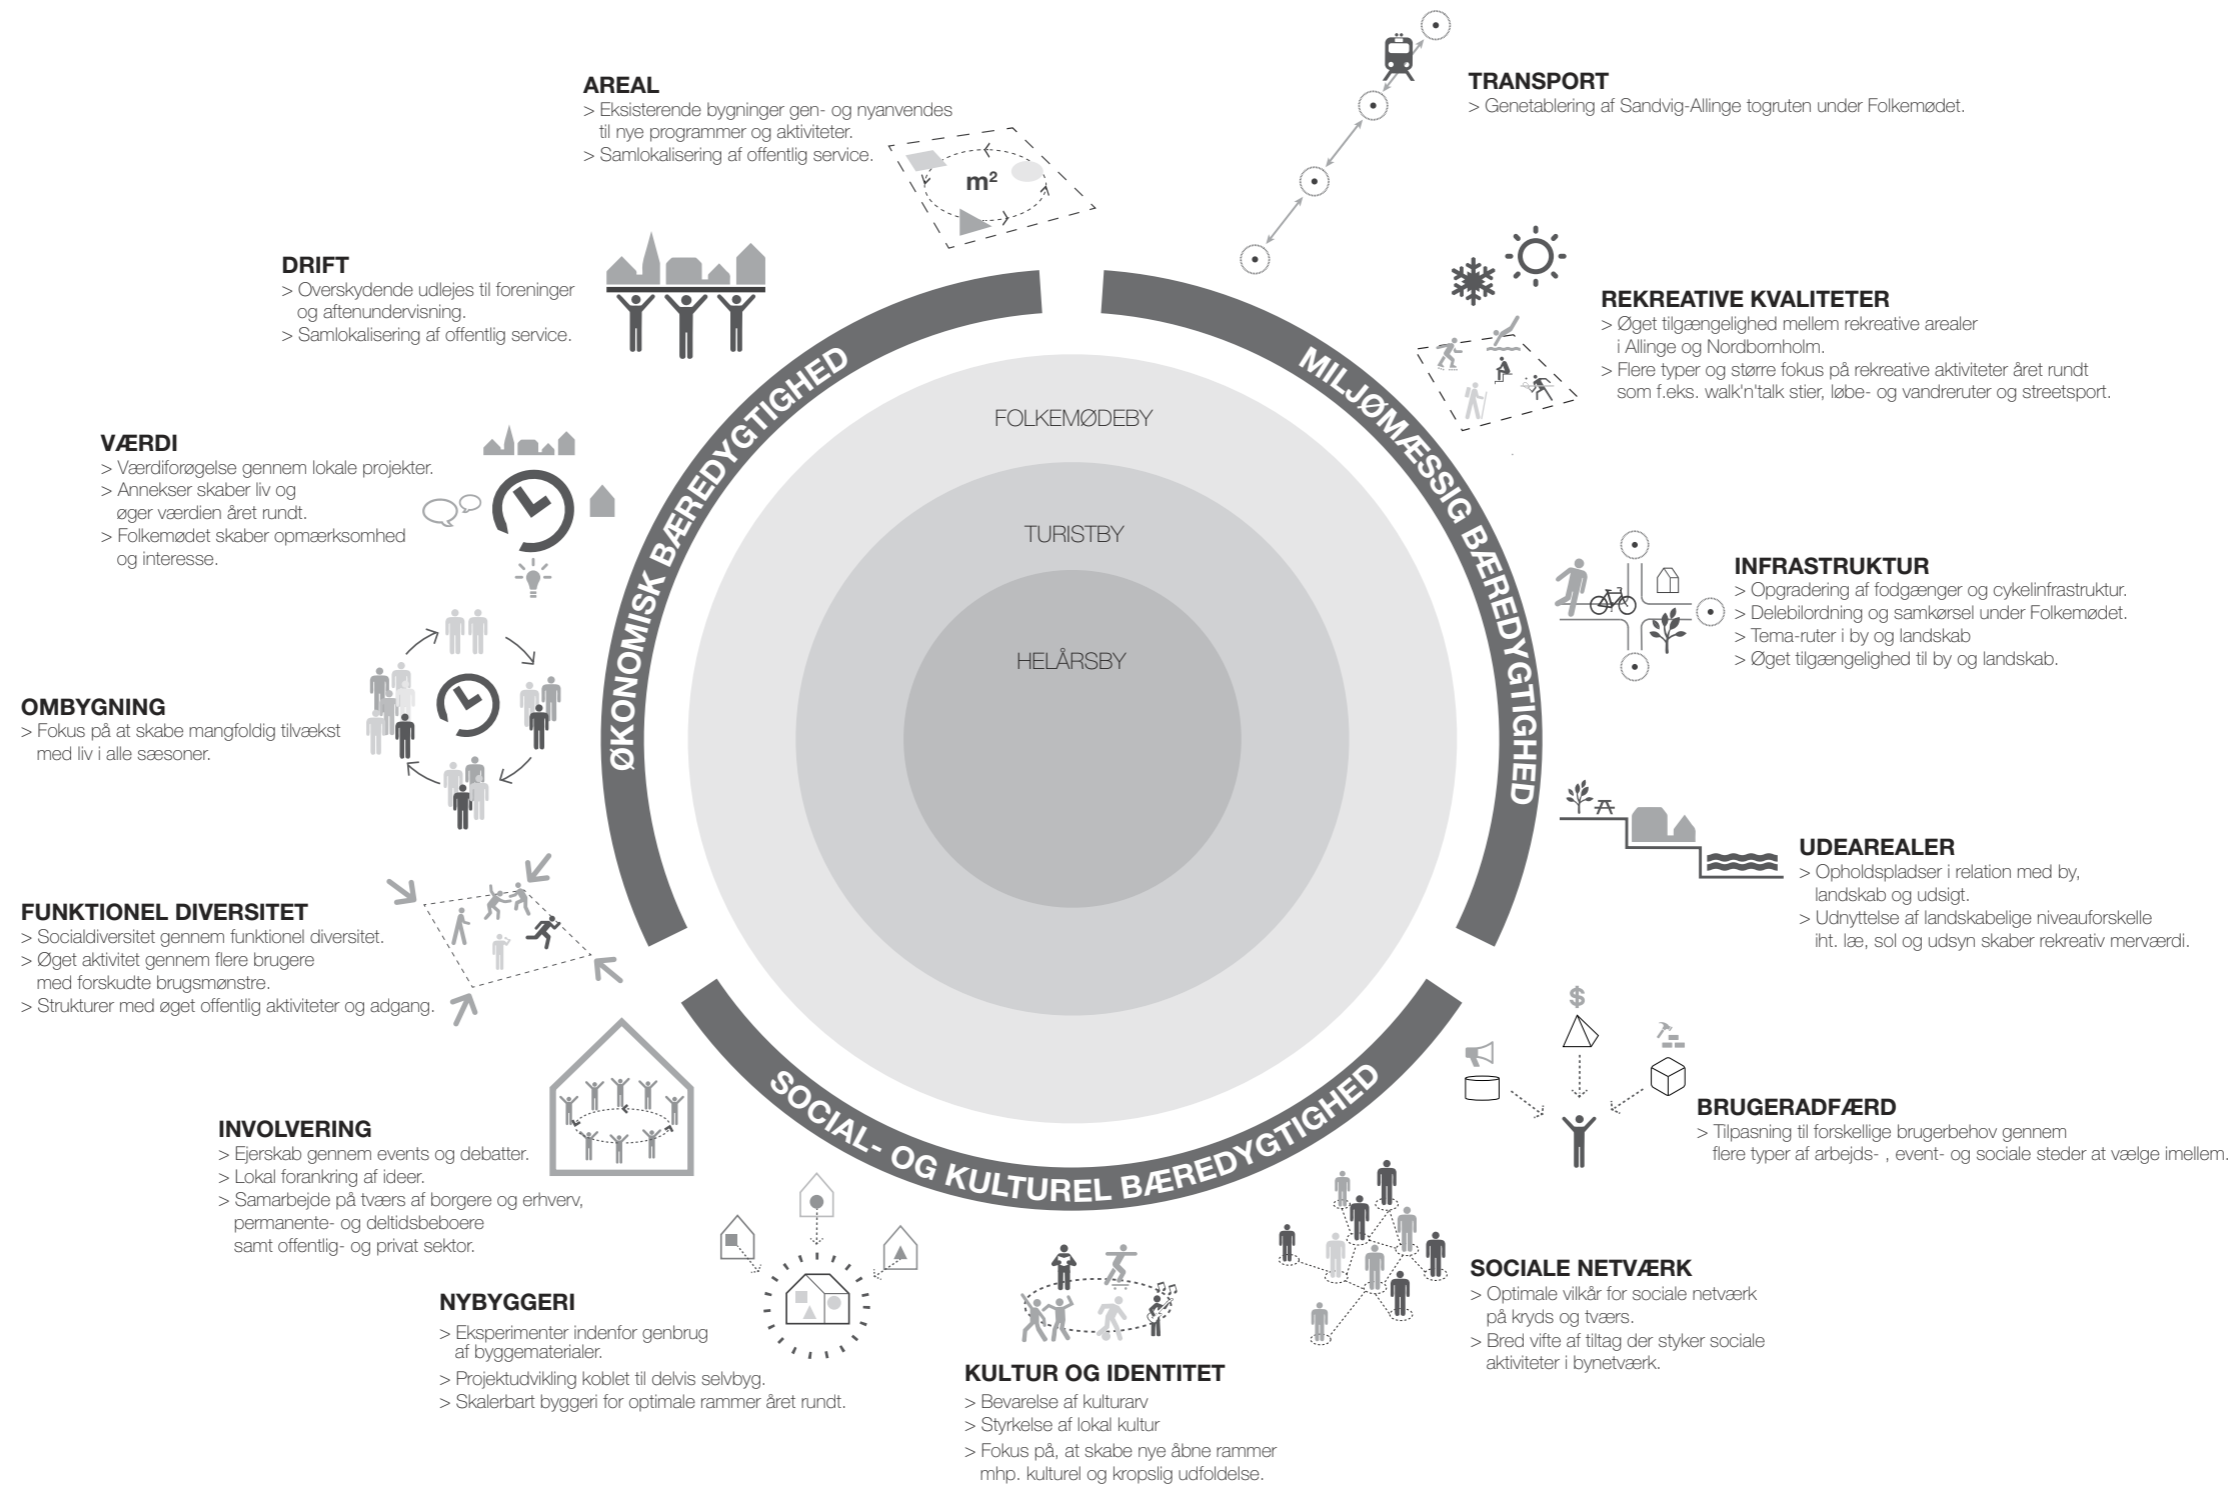 AREAL
> Eksisterende bygninger gen- og nyanvendes
til nye programmer og aktiviteter.
> Samlokalisering af offentlig service.
m²
TRANSPORT
> Genetablering af Sandvig-Allinge togruten under Folkemødet.
DRIFT
> Overskydende udlejes til foreninger
og aftenundervisning.
> Samlokalisering af offentlig service.
REKREATIVE KVALITETER
> Øget tilgængelighed mellem rekreative arealer
i Allinge og Nordbornholm.
> Flere typer og større fokus på rekreative aktiviteter året rundt
som f.eks. walk'n'talk stier, løbe- og vandreruter og streetsport.
VÆRDI
> Værdiforøgelse gennem lokale projekter.
> Annekser skaber liv og
øger værdien året rundt.
> Folkemødet skaber opmærksomhed
og interesse.
ØKONOMISK BÆREDYGTIGHED
MILJØMÆSSIG BÆREDYGTIGHED
SOCIAL- OG KULTUREL BÆREDYGTIGHED
FOLKEMØDEBY
TURISTBY
HELÅRSBY
INFRASTRUKTUR
> Opgradering af fodgænger og cykelinfrastruktur.
> Delebilordning og samkørsel under Folkemødet.
> Tema-ruter i by og landskab
> Øget tilgængelighed til by og landskab.
OMBYGNING
> Fokus på at skabe mangfoldig tilvækst
med liv i alle sæsoner.
UDEAREALER
> Opholdspladser i relation med by,
landskab og udsigt.
> Udnyttelse af landskabelige niveauforskelle
iht. læ, sol og udsyn skaber rekreativ merværdi.
FUNKTIONEL DIVERSITET
> Socialdiversitet gennem funktionel diversitet.
> Øget aktivitet gennem flere brugere
med forskudte brugsmønstre.
> Strukturer med øget offentlig aktiviteter og adgang.
$
BRUGERADFÆRD
> Tilpasning til forskellige brugerbehov gennem
flere typer af arbejds- , event- og sociale steder at vælge imellem.
INVOLVERING
> Ejerskab gennem events og debatter.
> Lokal forankring af ideer.
> Samarbejde på tværs af borgere og erhverv,
permanente- og deltidsbeboere
samt offentlig- og privat sektor.
SOCIALE NETVÆRK
> Optimale vilkår for sociale netværk
på kryds og tværs.
> Bred vifte af tiltag der styker sociale
aktiviteter i bynetværk.
NYBYGGERI
> Eksperimenter indenfor genbrug
af byggematerialer.
> Projektudvikling koblet til delvis selvbyg.
> Skalerbart byggeri for optimale rammer året rundt.
KULTUR OG IDENTITET
> Bevarelse af kulturarv
> Styrkelse af lokal kultur
> Fokus på, at skabe nye åbne rammer
mhp. kulturel og kropslig udfoldelse.